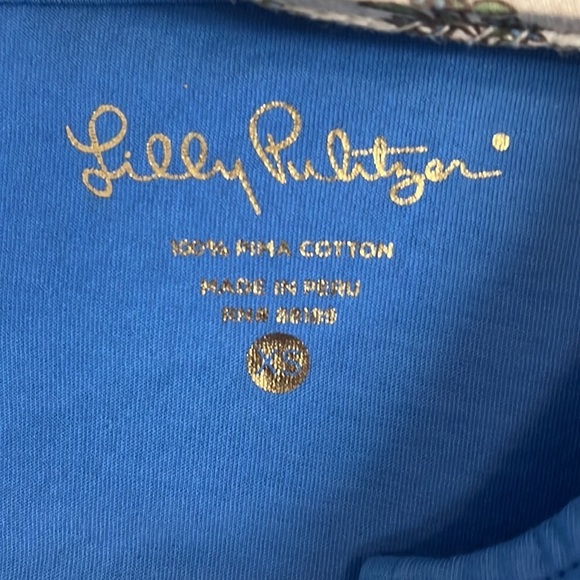 Lilly Pulitzer®
100% PIMA COTTON
MADE IN PERU
RN#
XS